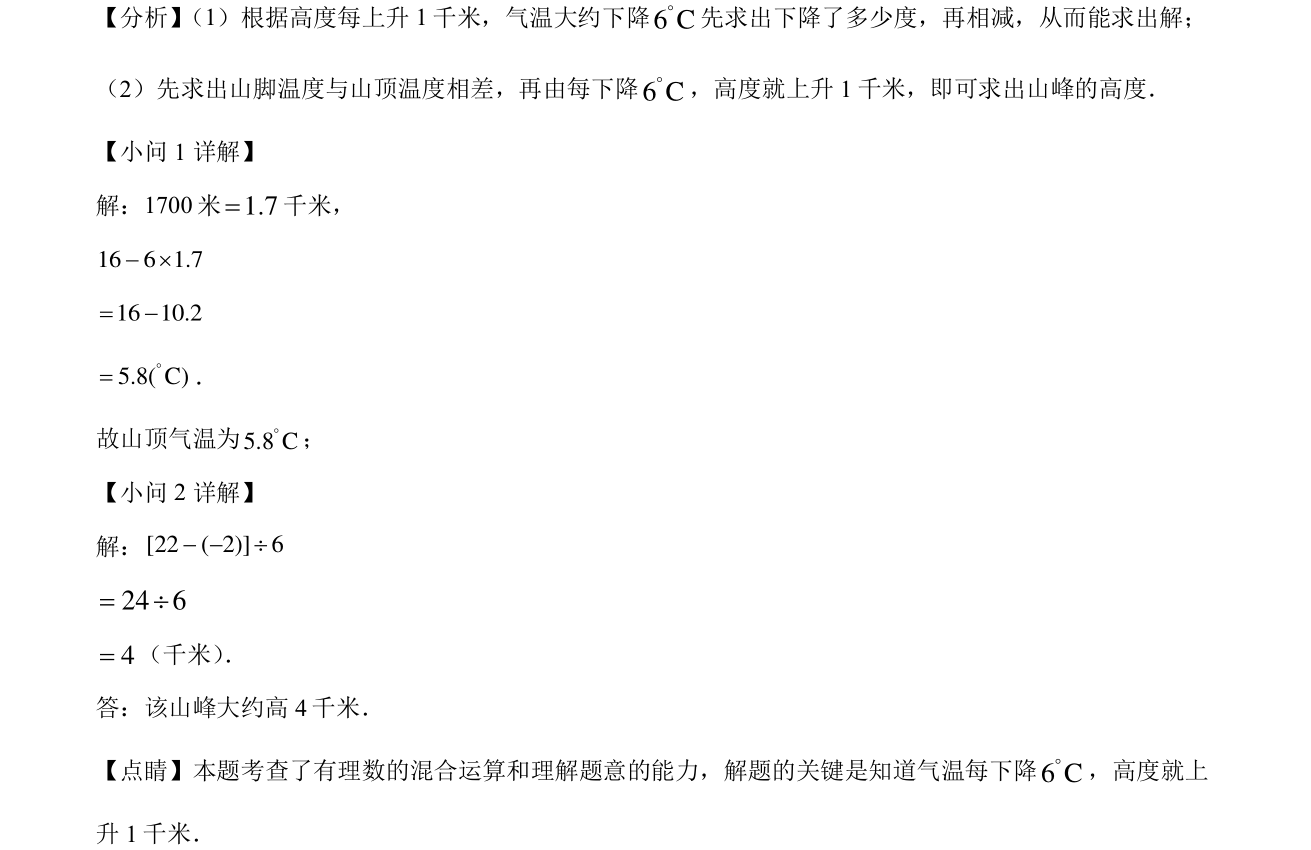 【分析】（1）根据高度每上升 1 千米，气温大约下降6°C先求出下降了多少度，再相减，从而能求出解；
（2）先求出山脚温度与山顶温度相差，再由每下降6°C，高度就上升 1 千米，即可求出山峰的高度．
【小问 1 详解】
解：1700 米=1.7千米，
16－6×1.7
=16－10.2
=5.8(°C)．
故山顶气温为5.8°C；
【小问 2 详解】
解：[22－(－2)]÷6
=24÷6
=4（千米）．
答：该山峰大约高 4 千米．
【点睛】本题考查了有理数的混合运算和理解题意的能力，解题的关键是知道气温每下降6°C，高度就上
升 1 千米．